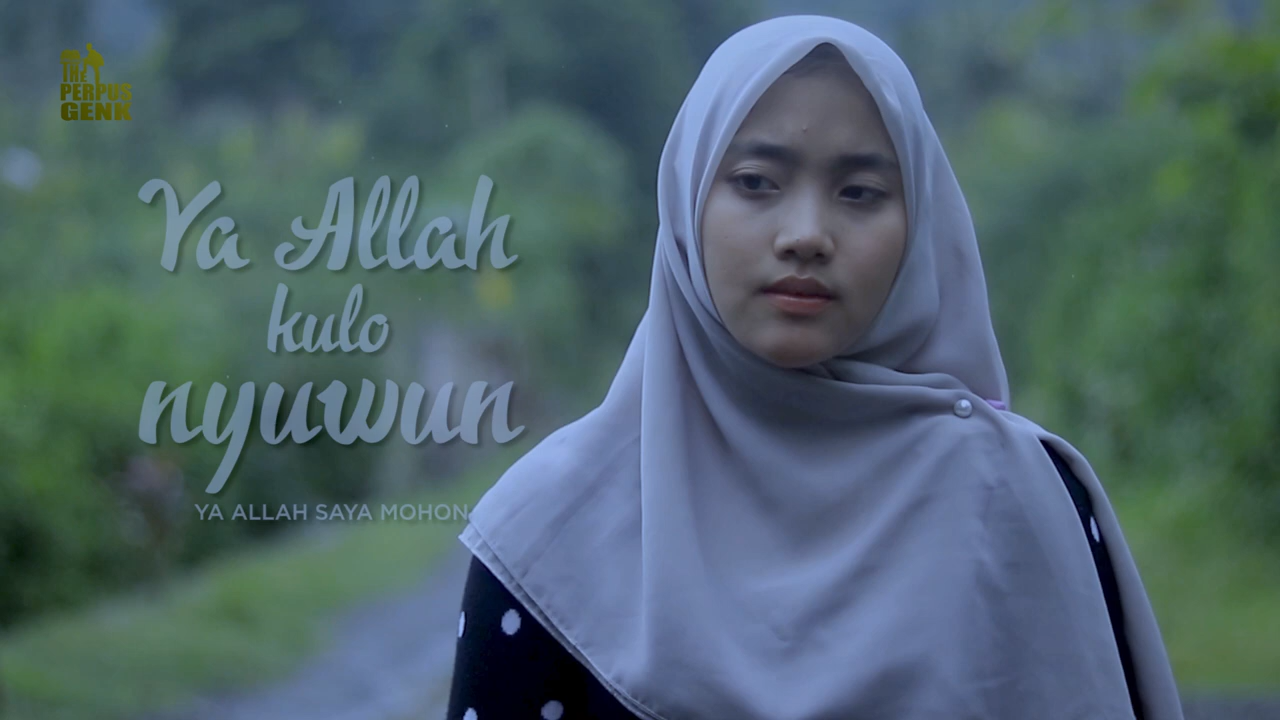 THE
PERPUS
GENK
Ya Allah
kulo
nyuwun
YA ALLAH SAYA MOHON